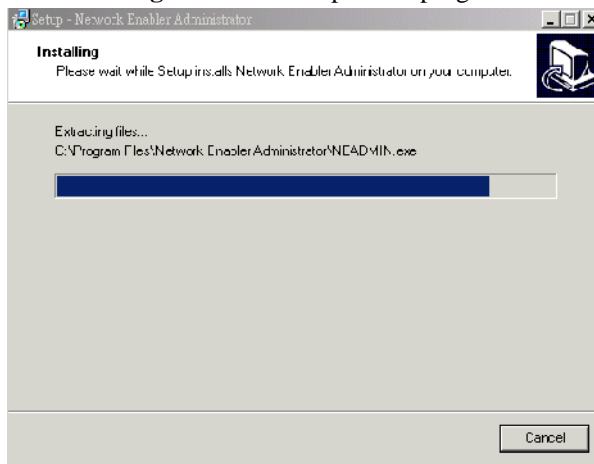 Setup - Network Enabler Administrator
Installing
Please wait while Setup installs Network Enabler Administrator on your computer.
Extracting files...
C:\Program Files\Network Enabler Administrator\NEADMIN.exe
Cancel